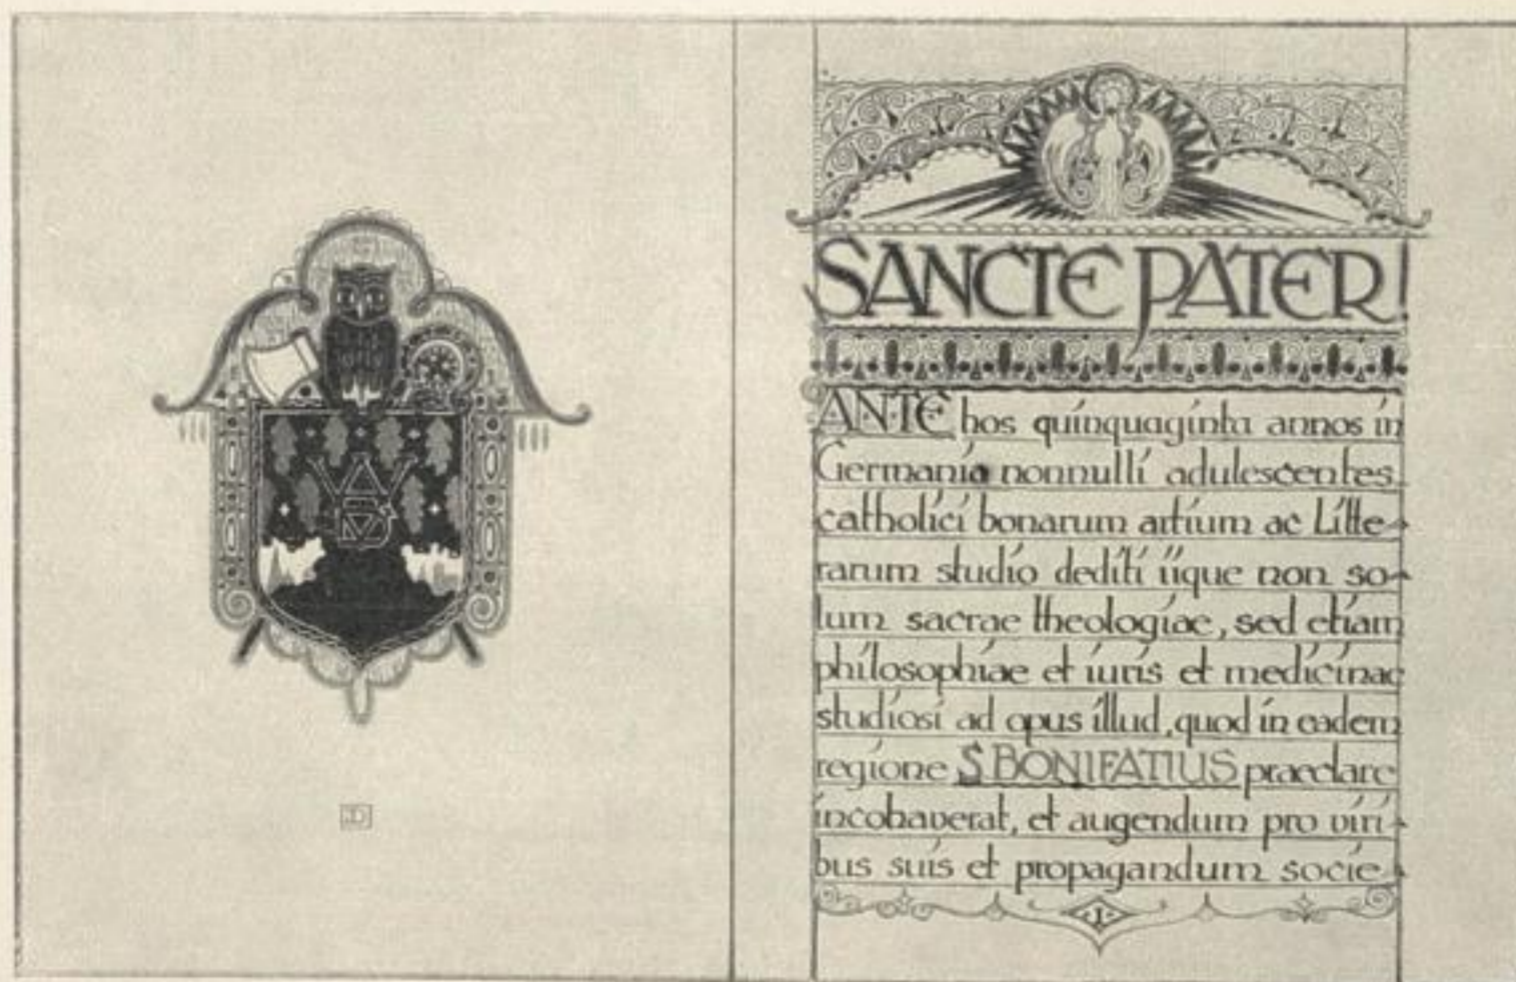 SANCTE PATER!
ANTE hos quinquaginta annos in
Germania nonnulli adulescentes
catholici bonarum artium ac Litte-
rarum studio dediti iique non so-
lum sacrae theologiae, sed etiam
philosophiae et iuris et medicinae
studiosi ad opus illud, quod in eadem
regione S. BONIFATIUS praeclare
incohaverat, et augendum pro viri-
bus suis et propagandum socie-
·1·